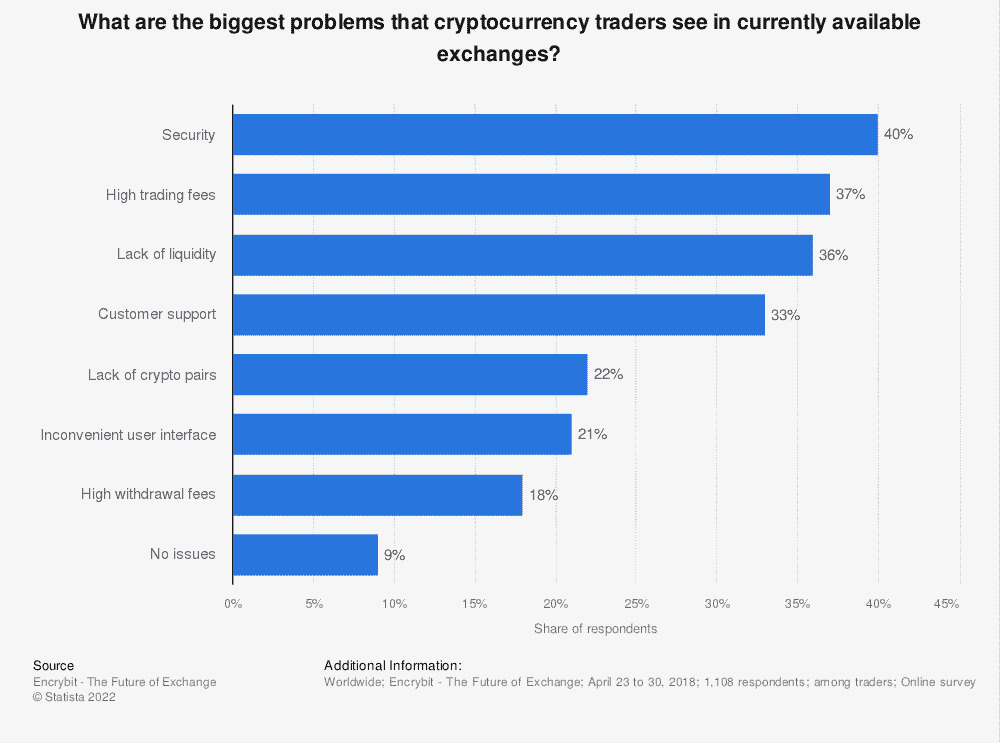 What are the biggest problems that cryptocurrency traders see in currently available
exchanges?
Security
40%
High trading fees
37%
Lack of liquidity
36%
Customer support
33%
Lack of crypto pairs
22%
Inconvenient user interface
21%
High withdrawal fees
18%
No issues
9%
0% 5% 10% 15% 20% 25% 30% 35% 40% 45%
Share of respondents
Source
Encrybit - The Future of Exchange
© Statista 2022
Additional Information:
Worldwide; Encrybit - The Future of Exchange; April 23 to 30, 2018; 1,108 respondents; among traders; Online survey